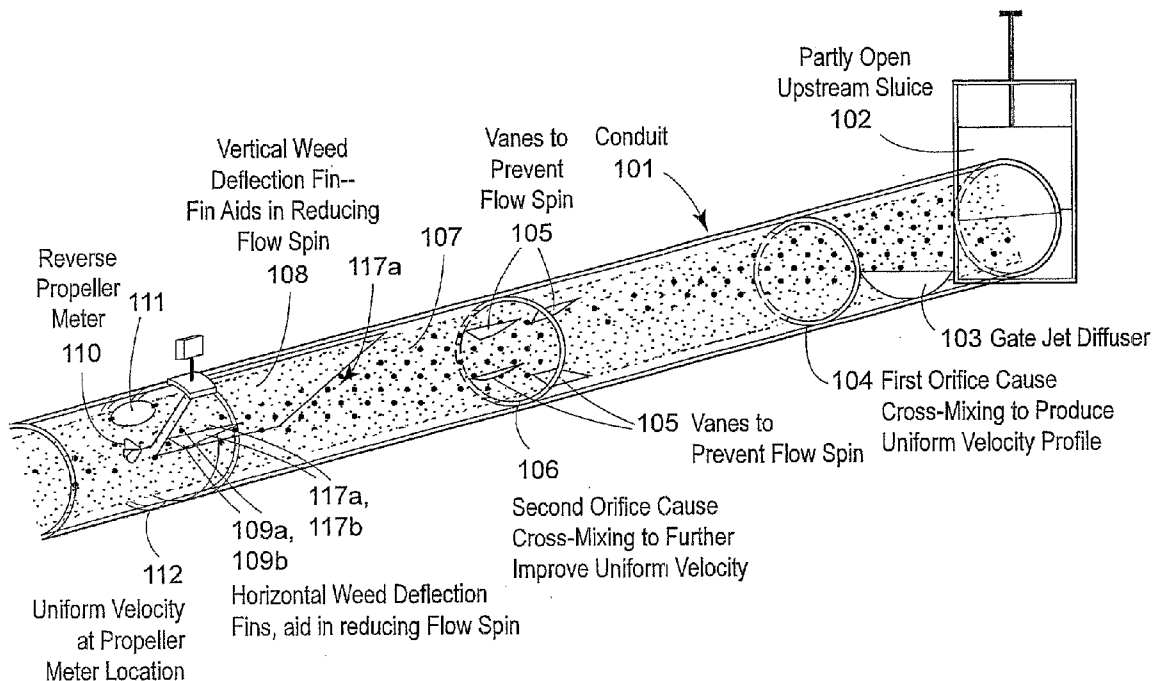 Partly Open
Upstream Sluice
102
Conduit
101
Vanes to
Prevent
Flow Spin
105
Vertical Weed
Deflection Fin--
Fin Aids in Reducing
Flow Spin
108
107
117a
Reverse
Propeller
Meter
110
111
103 Gate Jet Diffuser
104 First Orifice Cause
Cross-Mixing to Produce
Uniform Velocity Profile
105 Vanes to
Prevent Flow Spin
106
Second Orifice Cause
Cross-Mixing to Further
Improve Uniform Velocity
117a,
117b
109a,
109b
Horizontal Weed Deflection
Fins, aid in reducing Flow Spin
112
Uniform Velocity
at Propeller
Meter Location